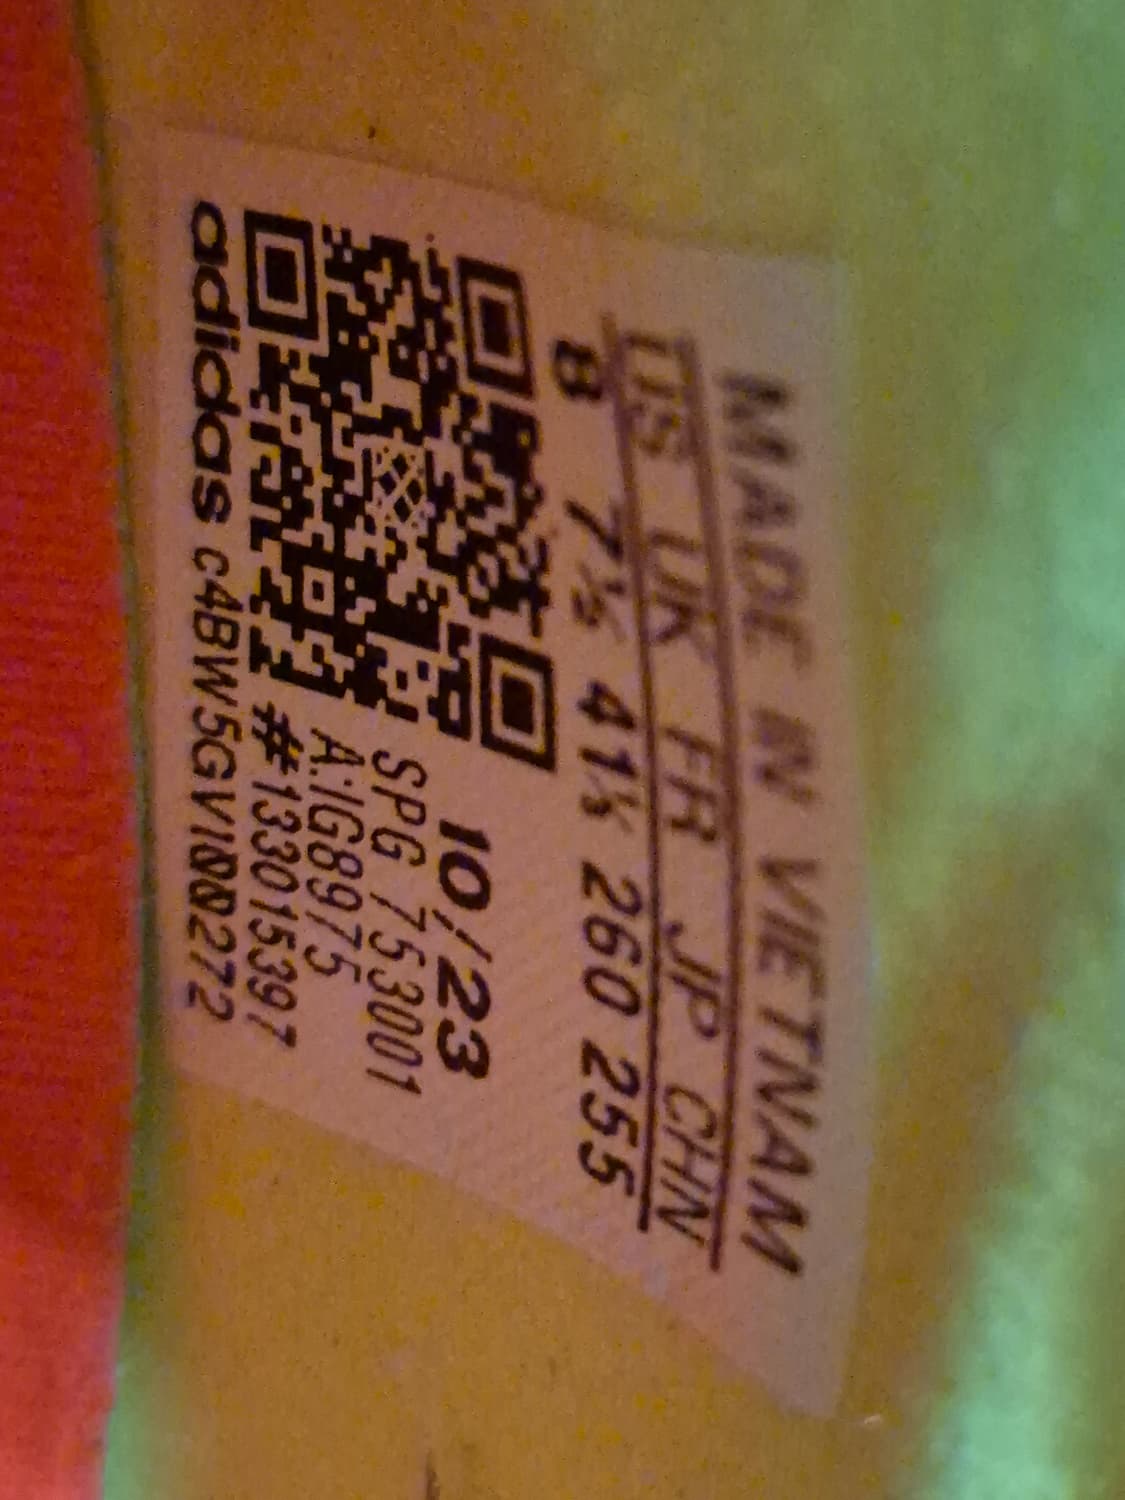 MADE IN VIETNAM
US UK FR JP CHN
8 7½ 41⅓ 260 255
10/23
SPG 753001
A:IG8975
#133015397
adidas c4BW5GVI00272